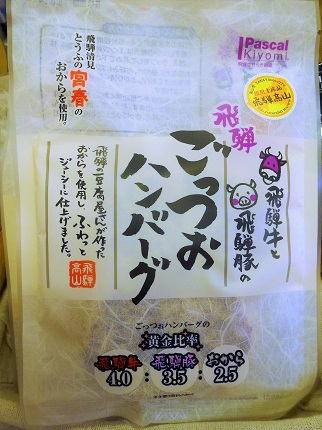 飛騨清見
とうふの宮春の
おからを使用。
Pascal
Kiyomi
飛騨高山
飛騨
ごっつお
ハンバーグ
飛騨牛と
飛騨豚の
飛騨の豆腐屋さんが作った
おからを使用し、ふわっと
ジューシーに仕上げました。
飛騨
高山
ごっつおハンバーグの
黄金比率
飛騨牛 飛騨豚 おから
4.0:3.5:2.5